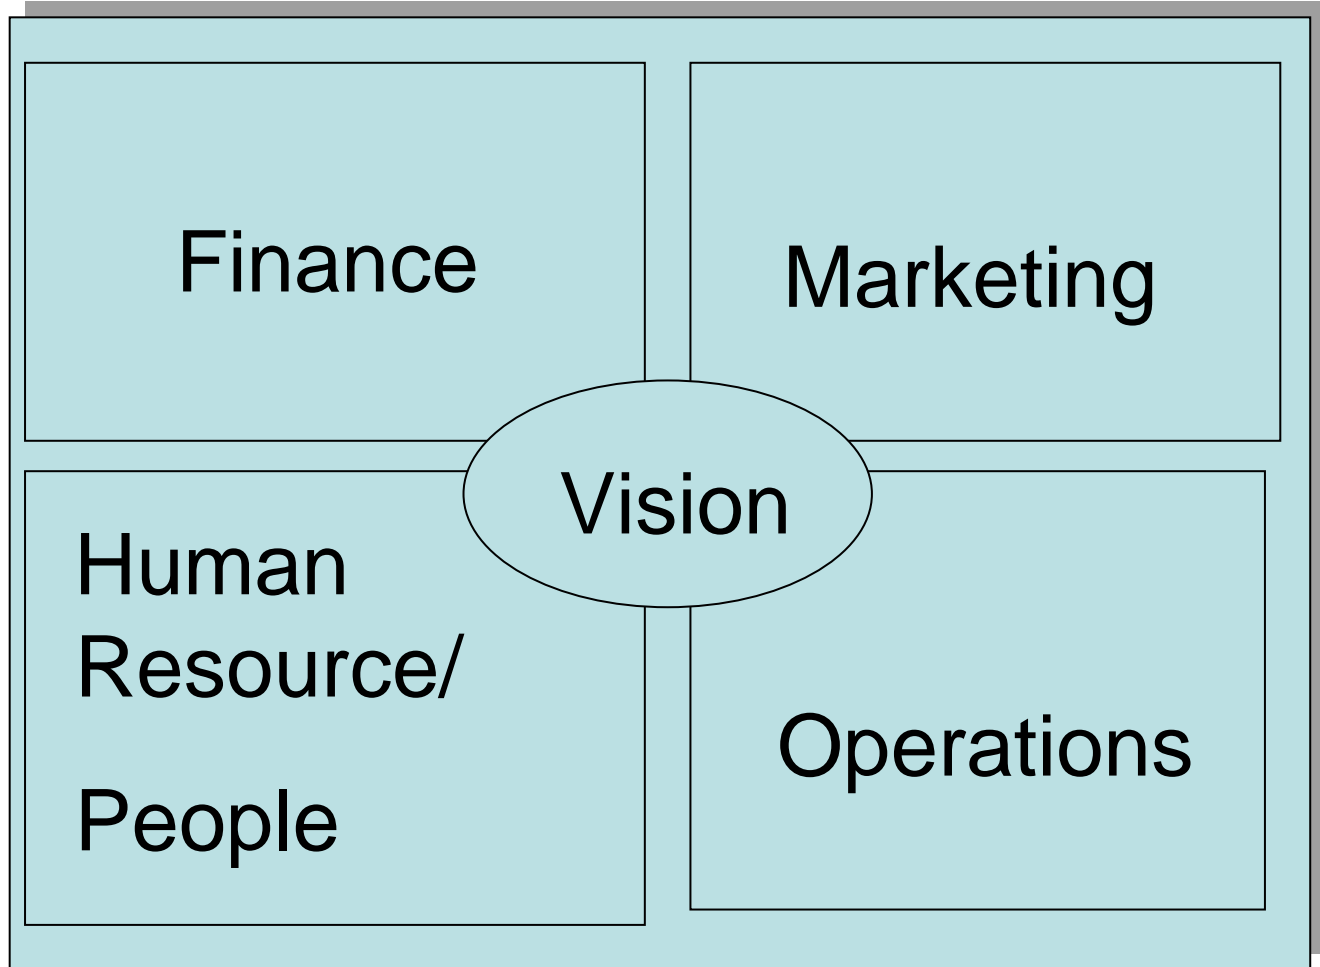 Finance
Marketing
Vision
Human
Resource/
People
Operations